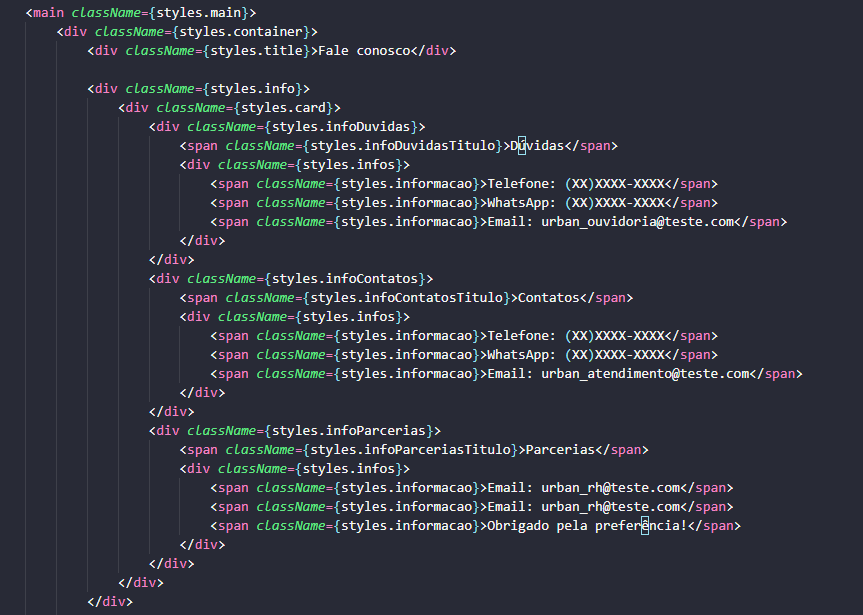 <main className={styles.main}>
<div className={styles.container}>
<div className={styles.title}>Fale conosco</div>
<div className={styles.info}>
<div className={styles.card}>
<div className={styles.infoDuvidas}>
<span className={styles.infoDuvidasTitulo}>Dúvidas</span>
<div className={styles.infos}>
<span className={styles.informacao}>Telefone: (XX)XXXX-XXXX</span>
<span className={styles.informacao}>WhatsApp: (XX)XXXX-XXXX</span>
<span className={styles.informacao}>Email: urban_ouvidoria@teste.com</span>
</div>
</div>
<div className={styles.infoContatos}>
<span className={styles.infoContatosTitulo}>Contatos</span>
<div className={styles.infos}>
<span className={styles.informacao}>Telefone: (XX)XXXX-XXXX</span>
<span className={styles.informacao}>WhatsApp: (XX)XXXX-XXXX</span>
<span className={styles.informacao}>Email: urban_atendimento@teste.com</span>
</div>
</div>
<div className={styles.infoParcerias}>
<span className={styles.infoParceriasTitulo}>Parcerias</span>
<div className={styles.infos}>
<span className={styles.informacao}>Email: urban_rh@teste.com</span>
<span className={styles.informacao}>Email: urban_rh@teste.com</span>
<span className={styles.informacao}>Obrigado pela preferência!</span>
</div>
</div>
</div>
</div>